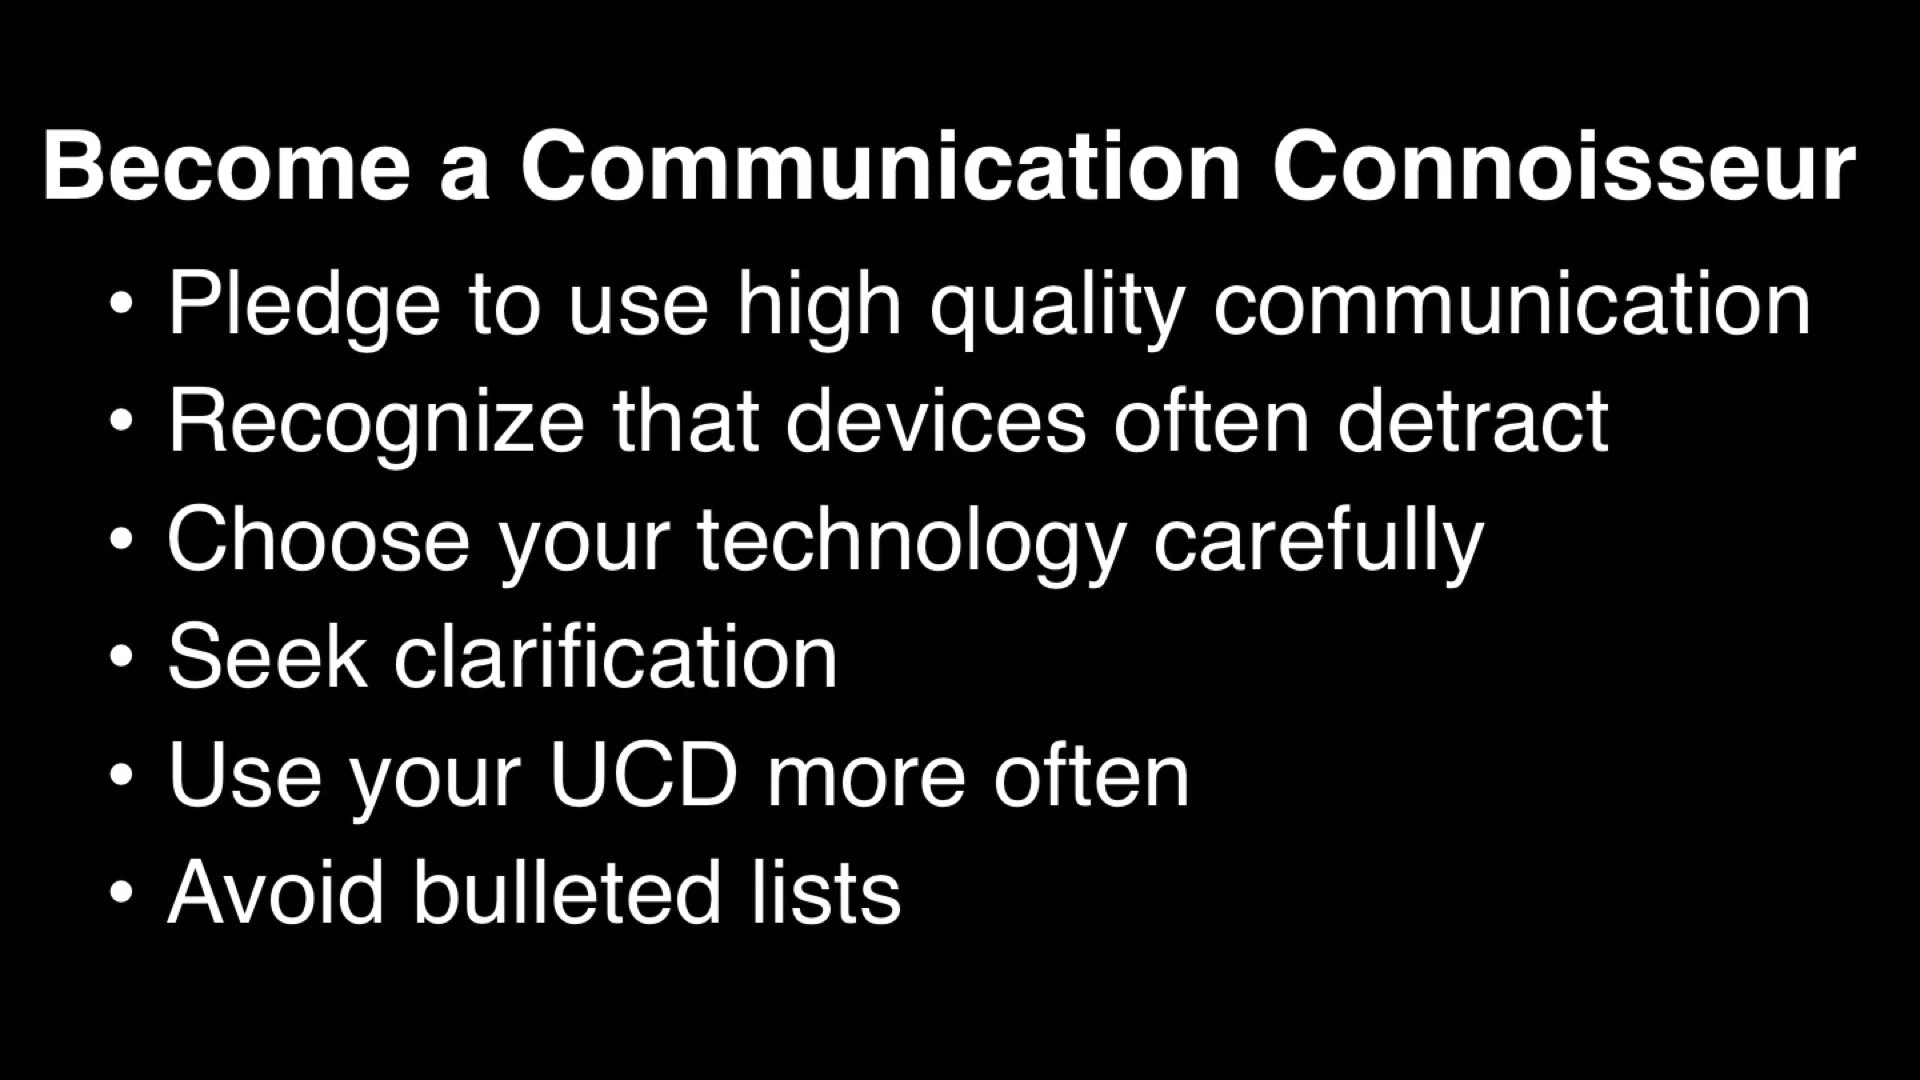 Become a Communication Connoisseur
• Pledge to use high quality communication
• Recognize that devices often detract
• Choose your technology carefully
• Seek clarification
• Use your UCD more often
• Avoid bulleted lists